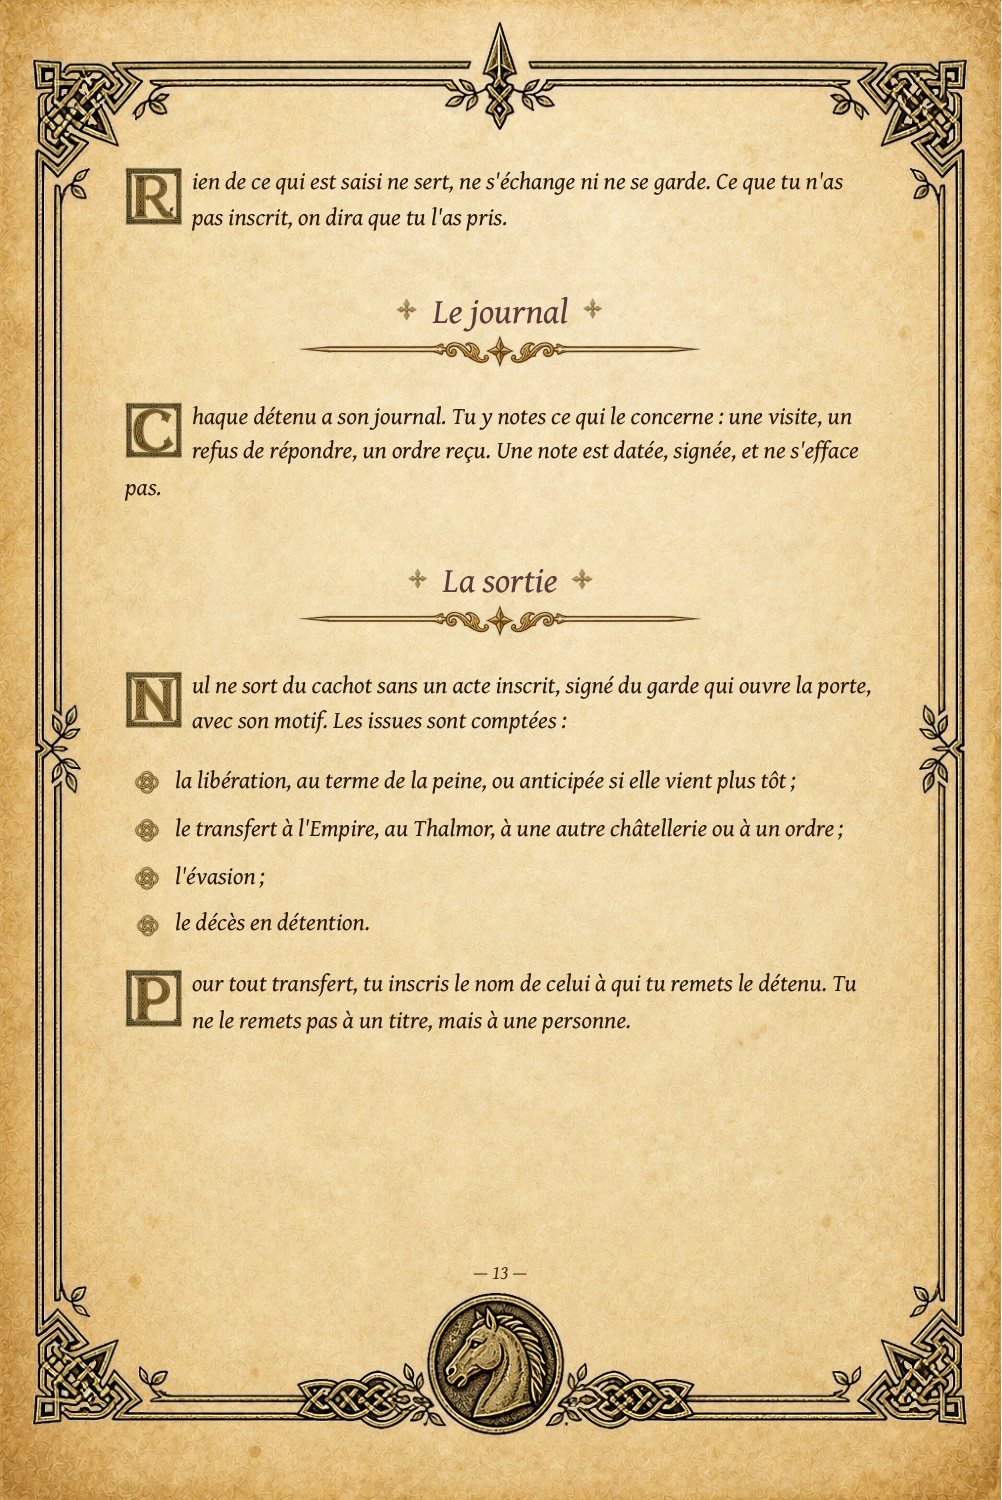 Rien de ce qui est saisi ne sert, ne s'échange ni ne se garde. Ce que tu n'as
pas inscrit, on dira que tu l'as pris.
Le journal
Chaque détenu a son journal. Tu y notes ce qui le concerne : une visite, un
refus de répondre, un ordre reçu. Une note est datée, signée, et ne s'efface
pas.
La sortie
Nul ne sort du cachot sans un acte inscrit, signé du garde qui ouvre la porte,
avec son motif. Les issues sont comptées :
la libération, au terme de la peine, ou anticipée si elle vient plus tôt ;
le transfert à l'Empire, au Thalmor, à une autre châtellerie ou à un ordre ;
l'évasion ;
le décès en détention.
Pour tout transfert, tu inscris le nom de celui à qui tu remets le détenu. Tu
ne le remets pas à un titre, mais à une personne.
— 13 —